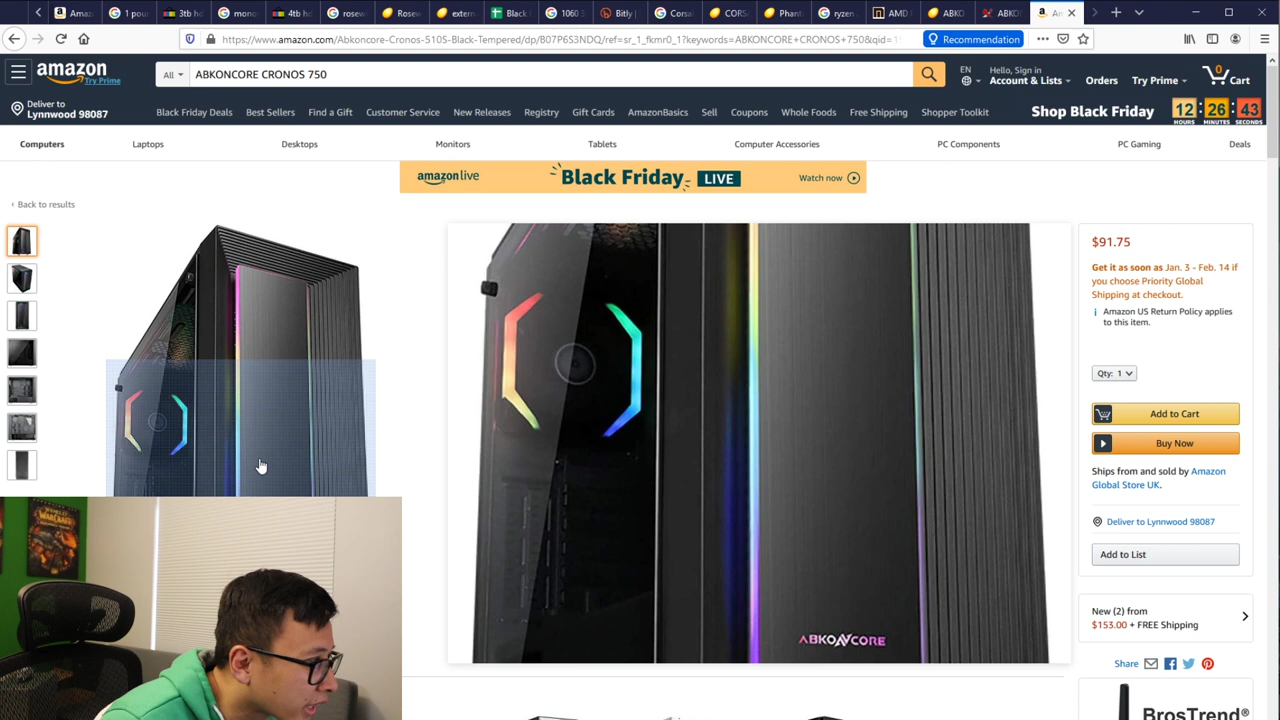 Amaz
1 pour
3tb hd
mono
4tb hd
rosew
Rosew
extern
Black F
1060 3
Bitly |
Corsai
CORS
Phant
ryzen
AMD
ABKO
ABKO
Am
https://www.amazon.com/Abkoncore-Cronos-510S-Black-Tempered/dp/B07P6S3NDQ/ref=sr_1_fkmr0_1?keywords=ABKONCORE+CRONOS+750&qid=1
Recommendation
amazon
Try Prime
All
ABKONCORE CRONOS 750
EN
Hello, Sign in
Account & Lists
Orders
Try Prime
0
Cart
Deliver to
Lynnwood 98087
Black Friday Deals
Best Sellers
Find a Gift
Customer Service
New Releases
Registry
Gift Cards
AmazonBasics
Sell
Coupons
Whole Foods
Free Shipping
Shopper Toolkit
Shop Black Friday
12 : 26 : 43
HOURS MINUTES SECONDS
Computers
Laptops
Desktops
Monitors
Tablets
Computer Accessories
PC Components
PC Gaming
Deals
amazon live
Black Friday LIVE
Watch now
‹ Back to results
$91.75
Get it as soon as Jan. 3 - Feb. 14 if
you choose Priority Global
Shipping at checkout.
Amazon US Return Policy applies
to this item.
Qty: 1
Add to Cart
Buy Now
Ships from and sold by Amazon
Global Store UK.
Deliver to Lynnwood 98087
Add to List
New (2) from
$153.00 + FREE Shipping
Share
ABKONCORE
BrosTrend®
WARCRAFT